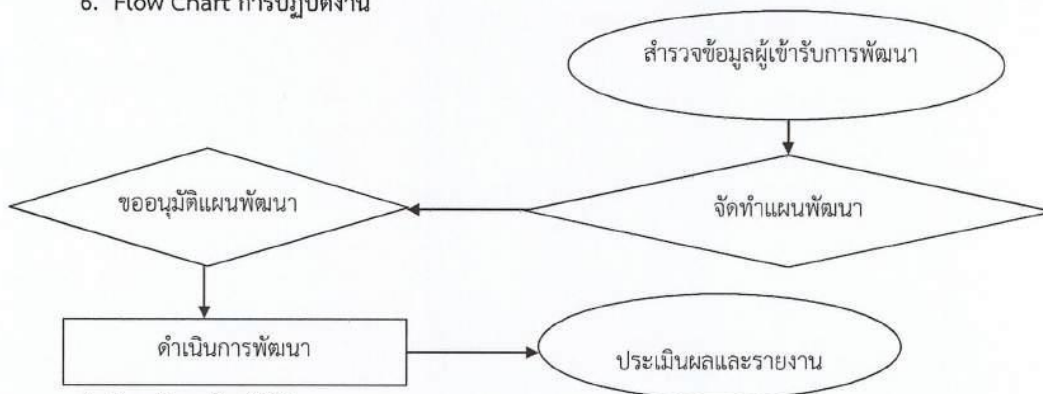 6. Flow Chart การปฏิบัติงาน
สำรวจข้อมูลผู้เข้ารับการพัฒนา
จัดทำแผนพัฒนา
ขออนุมัติแผนพัฒนา
ดำเนินการพัฒนา
ประเมินผลและรายงาน